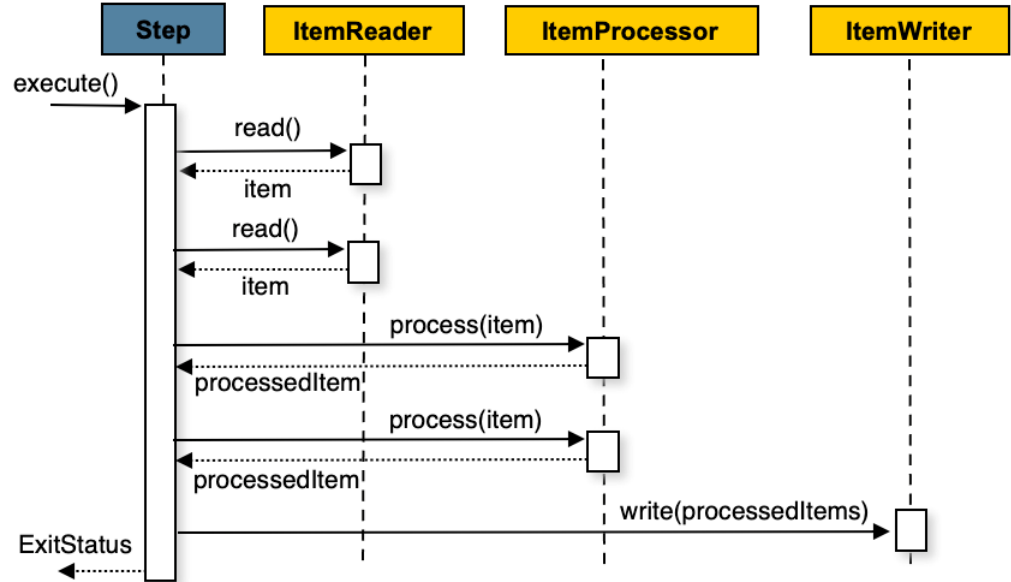 Step
ItemReader
ItemProcessor
ItemWriter
execute()
read()
item
read()
item
process(item)
processedItem
process(item)
processedItem
write(processedItems)
ExitStatus